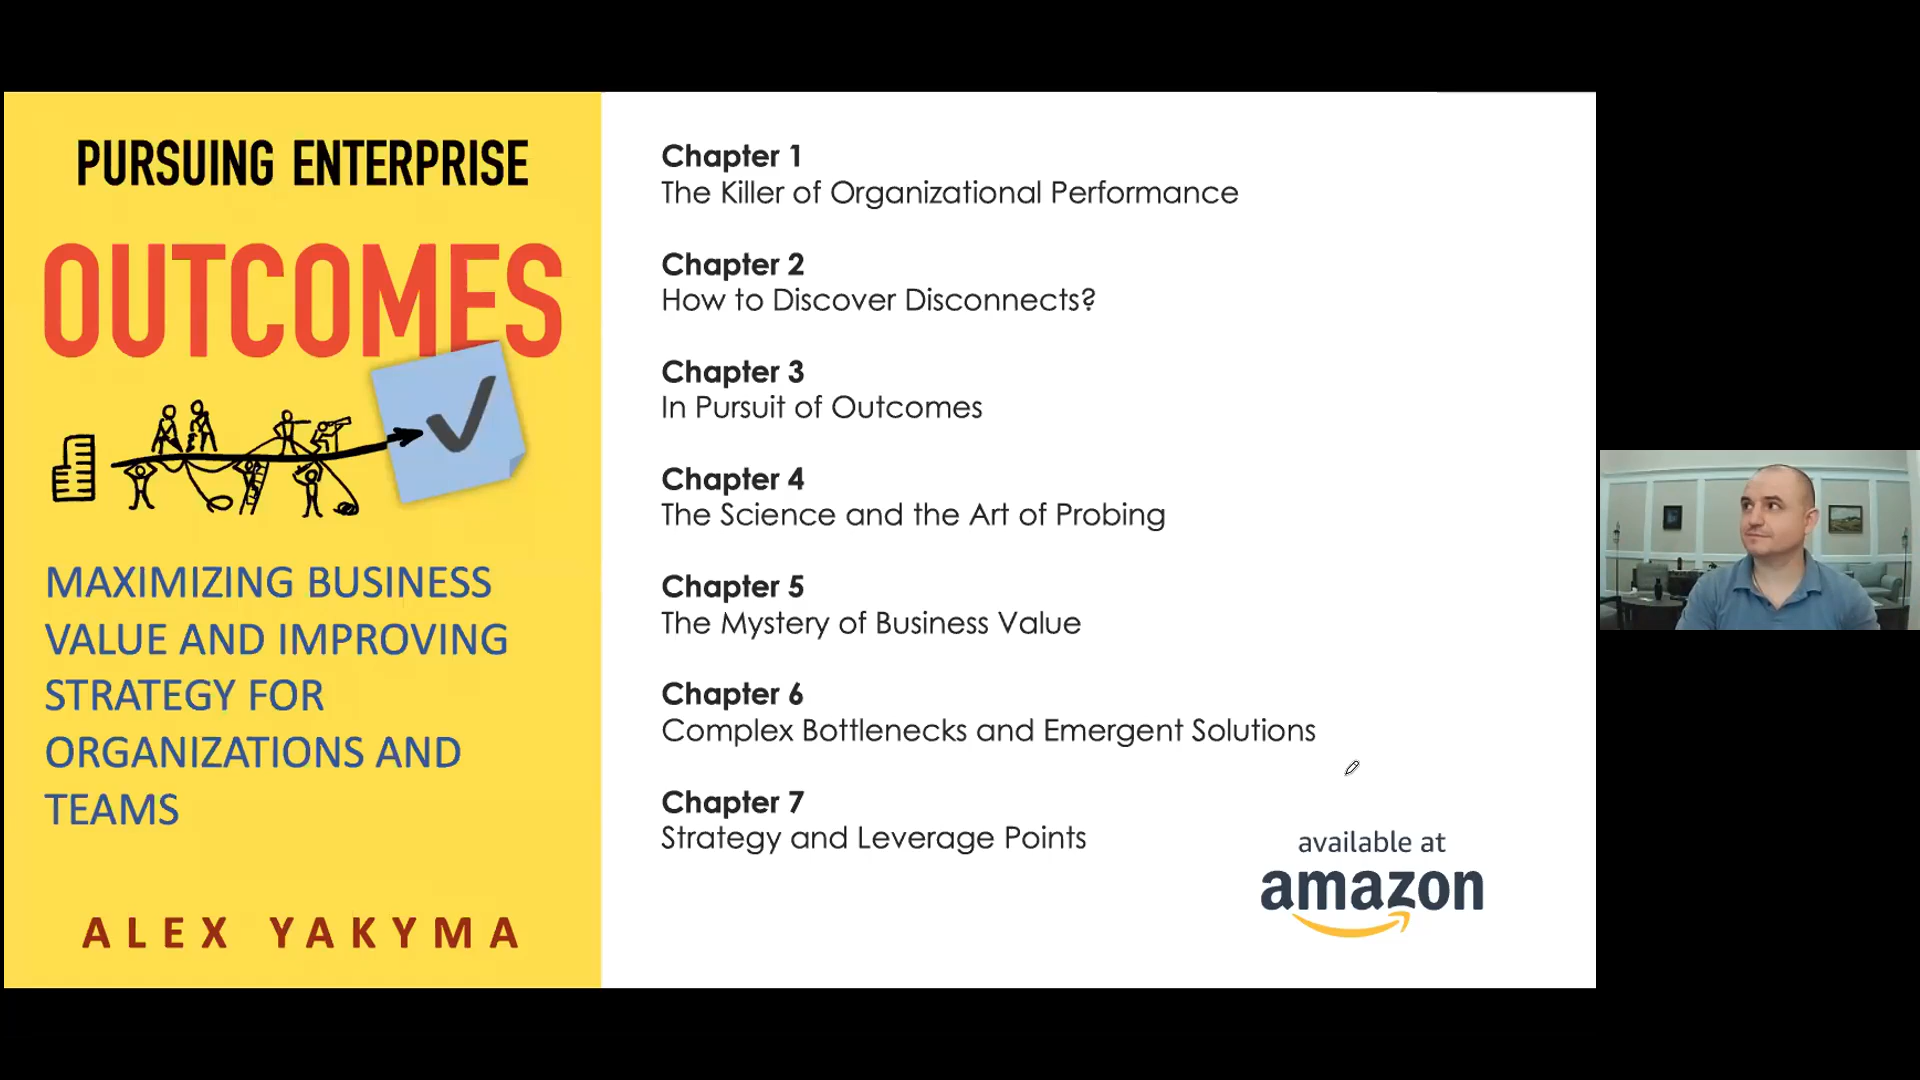 PURSUING ENTERPRISE
OUTCOMES
MAXIMIZING BUSINESS
VALUE AND IMPROVING
STRATEGY FOR
ORGANIZATIONS AND
TEAMS
ALEX YAKYMA
Chapter 1
The Killer of Organizational Performance
Chapter 2
How to Discover Disconnects?
Chapter 3
In Pursuit of Outcomes
Chapter 4
The Science and the Art of Probing
Chapter 5
The Mystery of Business Value
Chapter 6
Complex Bottlenecks and Emergent Solutions
Chapter 7
Strategy and Leverage Points
available at
amazon